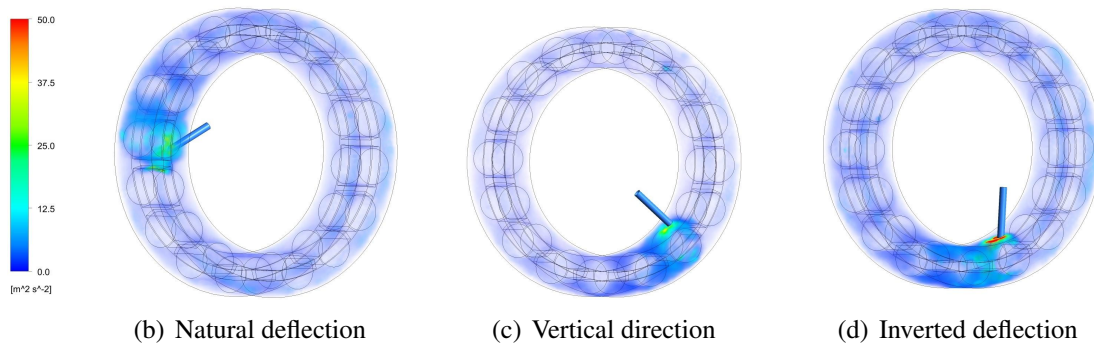 50.0
37.5
25.0
12.5
0.0
[m^2 s^-2]
(b) Natural deflection
(c) Vertical direction
(d) Inverted deflection